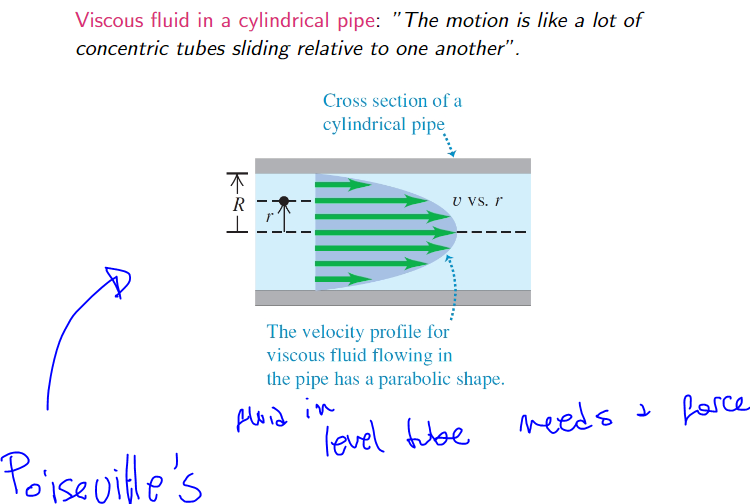 Viscous fluid in a cylindrical pipe: "The motion is like a lot of
concentric tubes sliding relative to one another".
Cross section of a
cylindrical pipe
R
r
υ vs. r
The velocity profile for
viscous fluid flowing in
the pipe has a parabolic shape.
fluid in
level tube needs a force
Poiseuille's